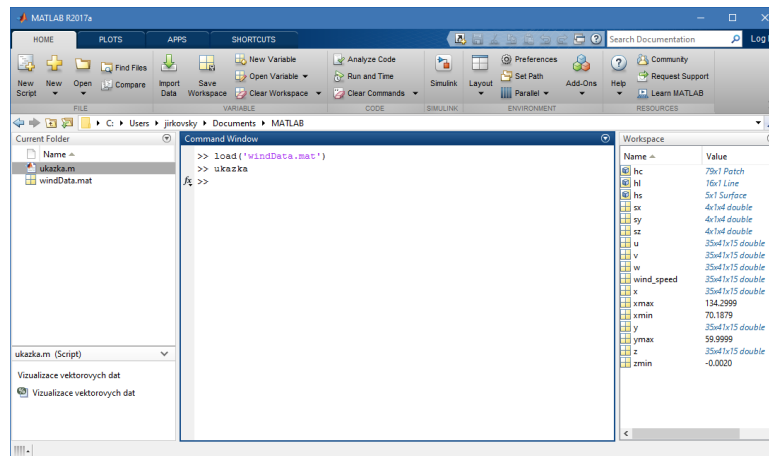 MATLAB R2017a
HOME PLOTS APPS SHORTCUTS Search Documentation Log
New Script
New
Open
Find Files
Compare
Import Data
Save Workspace
New Variable
Open Variable
Clear Workspace
Analyze Code
Run and Time
Clear Commands
Simulink
Layout
Preferences
Set Path
Parallel
Add-Ons
Help
Community
Request Support
Learn MATLAB
FILE VARIABLE CODE SIMULINK ENVIRONMENT RESOURCES
C: Users jirkovsky Documents MATLAB
Current Folder
Name
ukazka.m
windData.mat
ukazka.m (Script)
Vizualizace vektorovych dat
Vizualizace vektorovych dat
Command Window
>> load('windData.mat')
>> ukazka
fx >>
Workspace
Name Value
hc 79x1 Patch
hl 16x1 Line
hs 5x1 Surface
sx 4x1x4 double
sy 4x1x4 double
sz 4x1x4 double
u 35x41x15 double
v 35x41x15 double
w 35x41x15 double
wind_speed 35x41x15 double
x 35x41x15 double
xmax 134.2999
xmin 70.1879
y 35x41x15 double
ymax 59.9999
z 35x41x15 double
zmin -0.0020